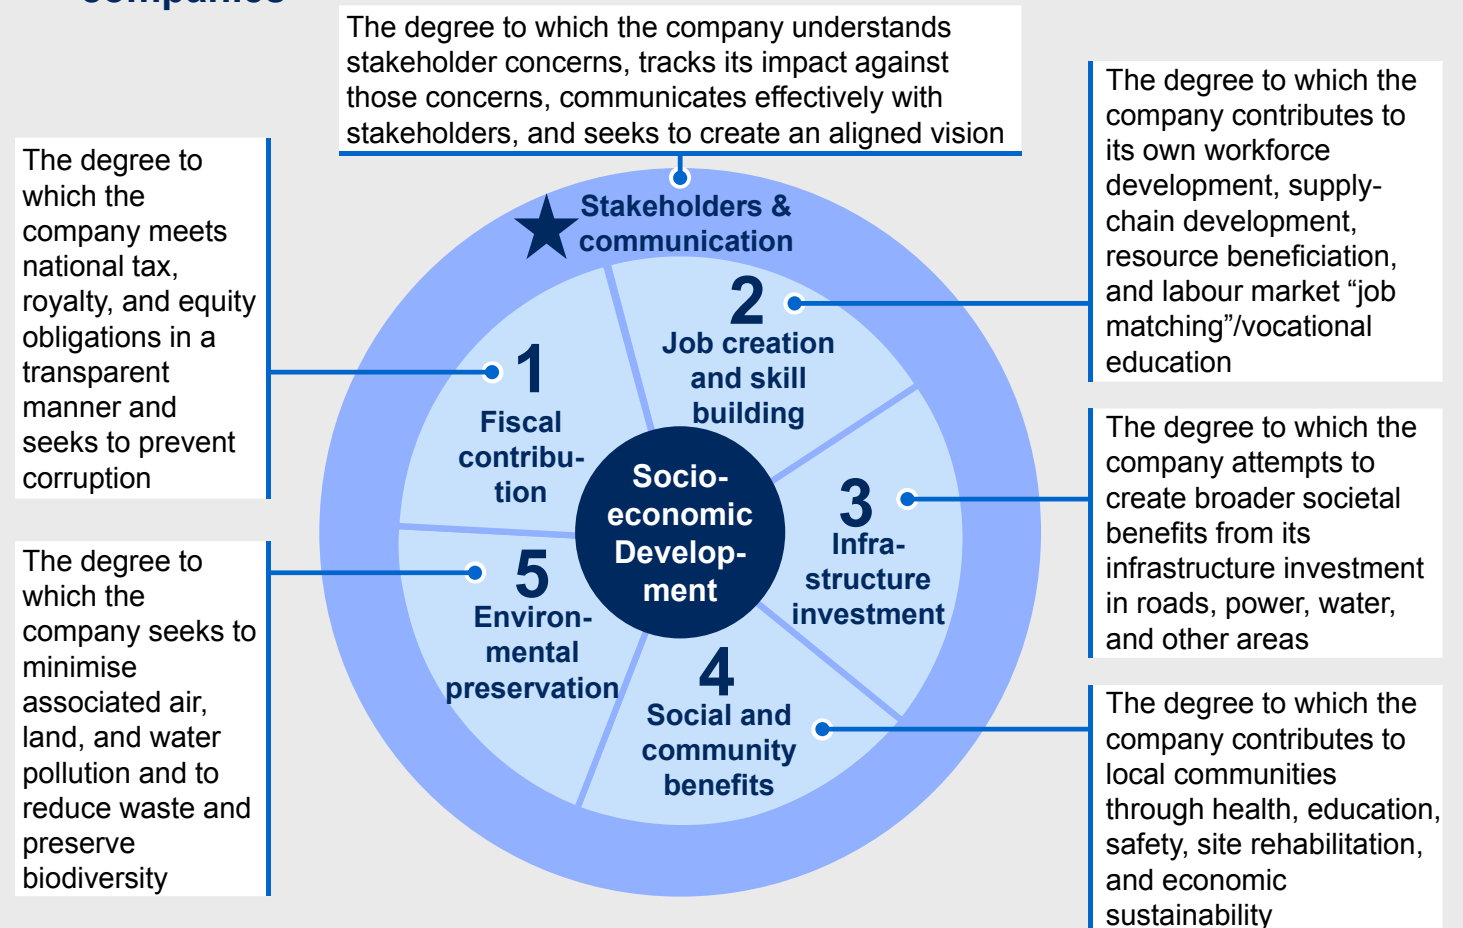 companies
The degree to which the company understands
stakeholder concerns, tracks its impact against
those concerns, communicates effectively with
stakeholders, and seeks to create an aligned vision
The degree to
which the
company meets
national tax,
royalty, and equity
obligations in a
transparent
manner and
seeks to prevent
corruption
The degree to
which the
company seeks to
minimise
associated air,
land, and water
pollution and to
reduce waste and
preserve
biodiversity
Stakeholders &
communication
1
Fiscal
contribu-
tion
2
Job creation
and skill
building
3
Infra-
structure
investment
4
Social and
community
benefits
5
Environ-
mental
preservation
Socio-
economic
Develop-
ment
The degree to which the
company contributes to
its own workforce
development, supply-
chain development,
resource beneficiation,
and labour market “job
matching”/vocational
education
The degree to which the
company attempts to
create broader societal
benefits from its
infrastructure investment
in roads, power, water,
and other areas
The degree to which the
company contributes to
local communities
through health, education,
safety, site rehabilitation,
and economic
sustainability